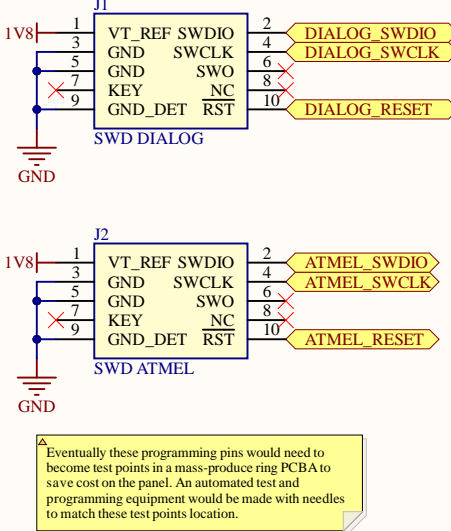 J1
1V8 1 VT_REF SWDIO 2 DIALOG_SWDIO
3 GND SWCLK 4 DIALOG_SWCLK
5 GND SWO 6
7 KEY NC 8
9 GND_DET RST 10 DIALOG_RESET
SWD DIALOG
GND
J2
1V8 1 VT_REF SWDIO 2 ATMEL_SWDIO
3 GND SWCLK 4 ATMEL_SWCLK
5 GND SWO 6
7 KEY NC 8
9 GND_DET RST 10 ATMEL_RESET
SWD ATMEL
GND
Eventually these programming pins would need to
become test points in a mass-produce ring PCBA to
save cost on the panel. An automated test and
programming equipment would be made with needles
to match these test points location.